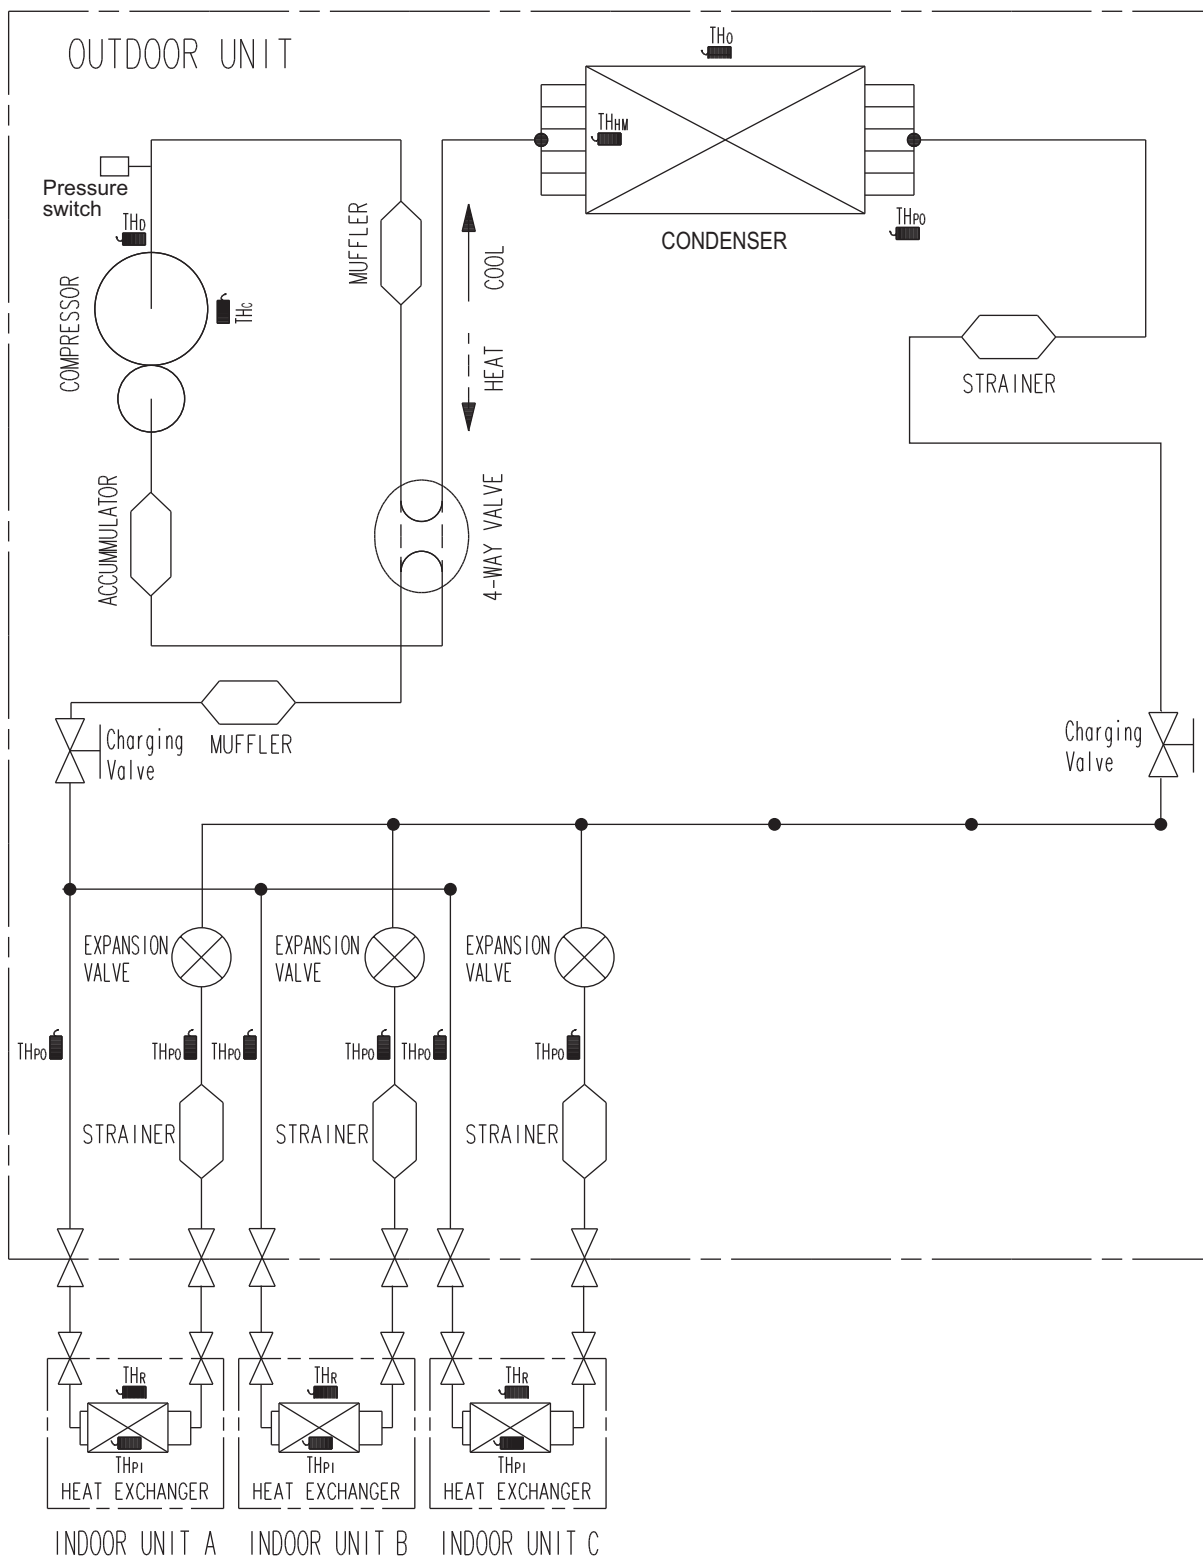 OUTDOOR UNIT
THO
THHM
Pressure
switch
THD
MUFFLER
COOL
THPO
CONDENSER
COMPRESSOR
THC
HEAT
STRAINER
ACCUMMULATOR
4-WAY VALVE
MUFFLER
Charging
Valve
Charging
Valve
EXPANSION
VALVE
EXPANSION
VALVE
EXPANSION
VALVE
THPO
THPO
THPO
THPO
THPO
THPO
STRAINER
STRAINER
STRAINER
THR
THR
THR
THPI
THPI
THPI
HEAT EXCHANGER
HEAT EXCHANGER
HEAT EXCHANGER
INDOOR UNIT A
INDOOR UNIT B
INDOOR UNIT C